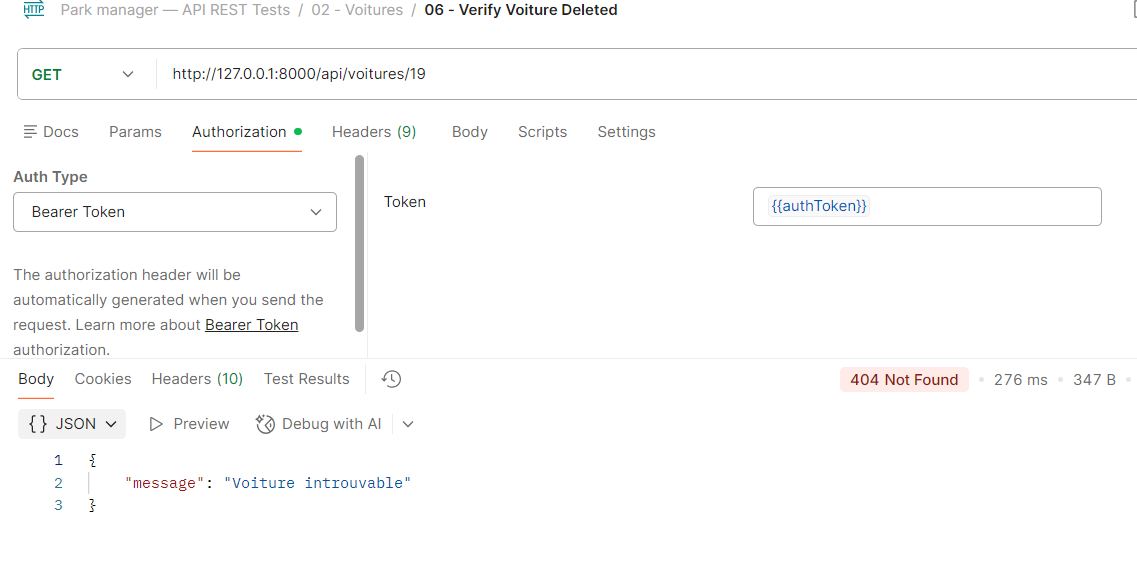 HTTP Park manager — API REST Tests / 02 - Voitures / 06 - Verify Voiture Deleted
GET http://127.0.0.1:8000/api/voitures/19
Docs Params Authorization Headers (9) Body Scripts Settings
Auth Type
Bearer Token
The authorization header will be
automatically generated when you send the
request. Learn more about Bearer Token
authorization.
Token {{authToken}}
Body Cookies Headers (10) Test Results 404 Not Found • 276 ms • 347 B •
{} JSON Preview Debug with AI
1 {
2 "message": "Voiture introuvable"
3 }